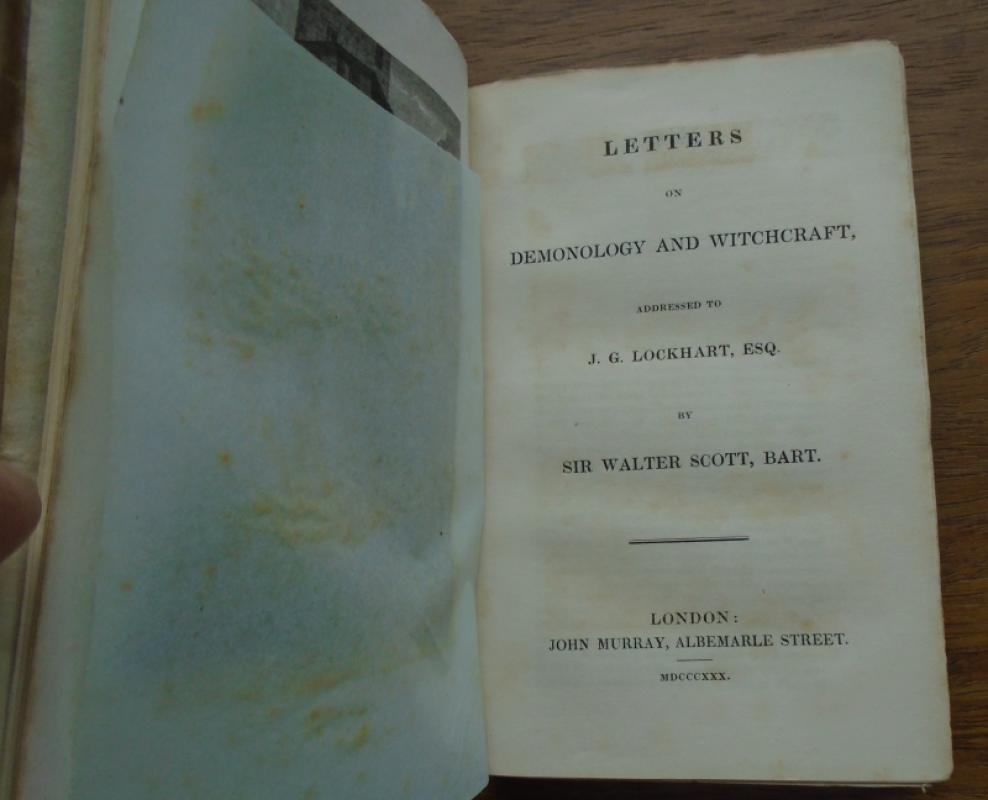 LETTERS
ON
DEMONOLOGY AND WITCHCRAFT,
ADDRESSED TO
J. G. LOCKHART, ESQ.
BY
SIR WALTER SCOTT, BART.
LONDON:
JOHN MURRAY, ALBEMARLE STREET.
MDCCCXXX.